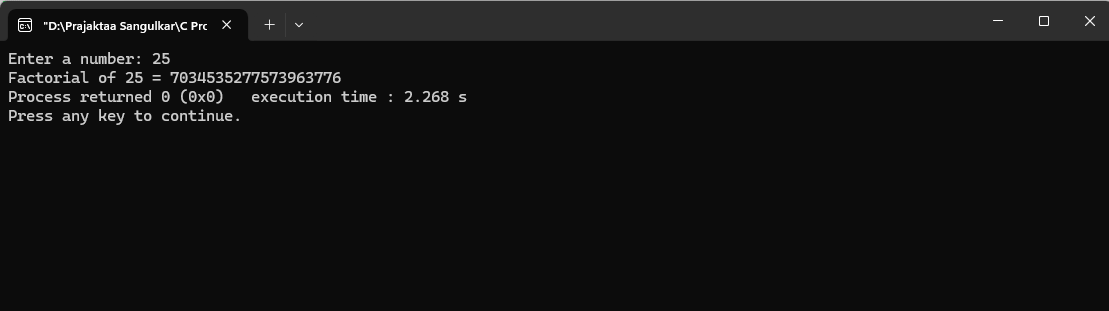 "D:\Prajaktaa Sangulkar\C Prc
Enter a number: 25
Factorial of 25 = 7034535277573963776
Process returned 0 (0x0)   execution time : 2.268 s
Press any key to continue.